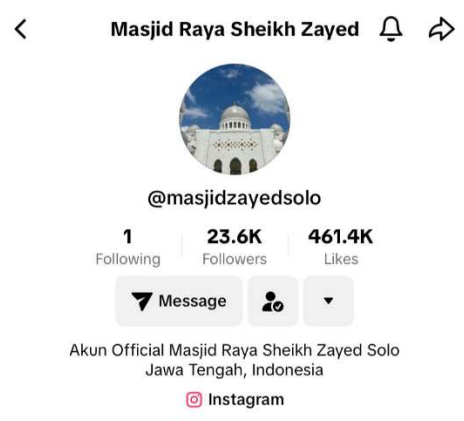 Masjid Raya Sheikh Zayed
@masjidzayedsolo
1 23.6K 461.4K
Following Followers Likes
Message
Akun Official Masjid Raya Sheikh Zayed Solo
Jawa Tengah, Indonesia
Instagram